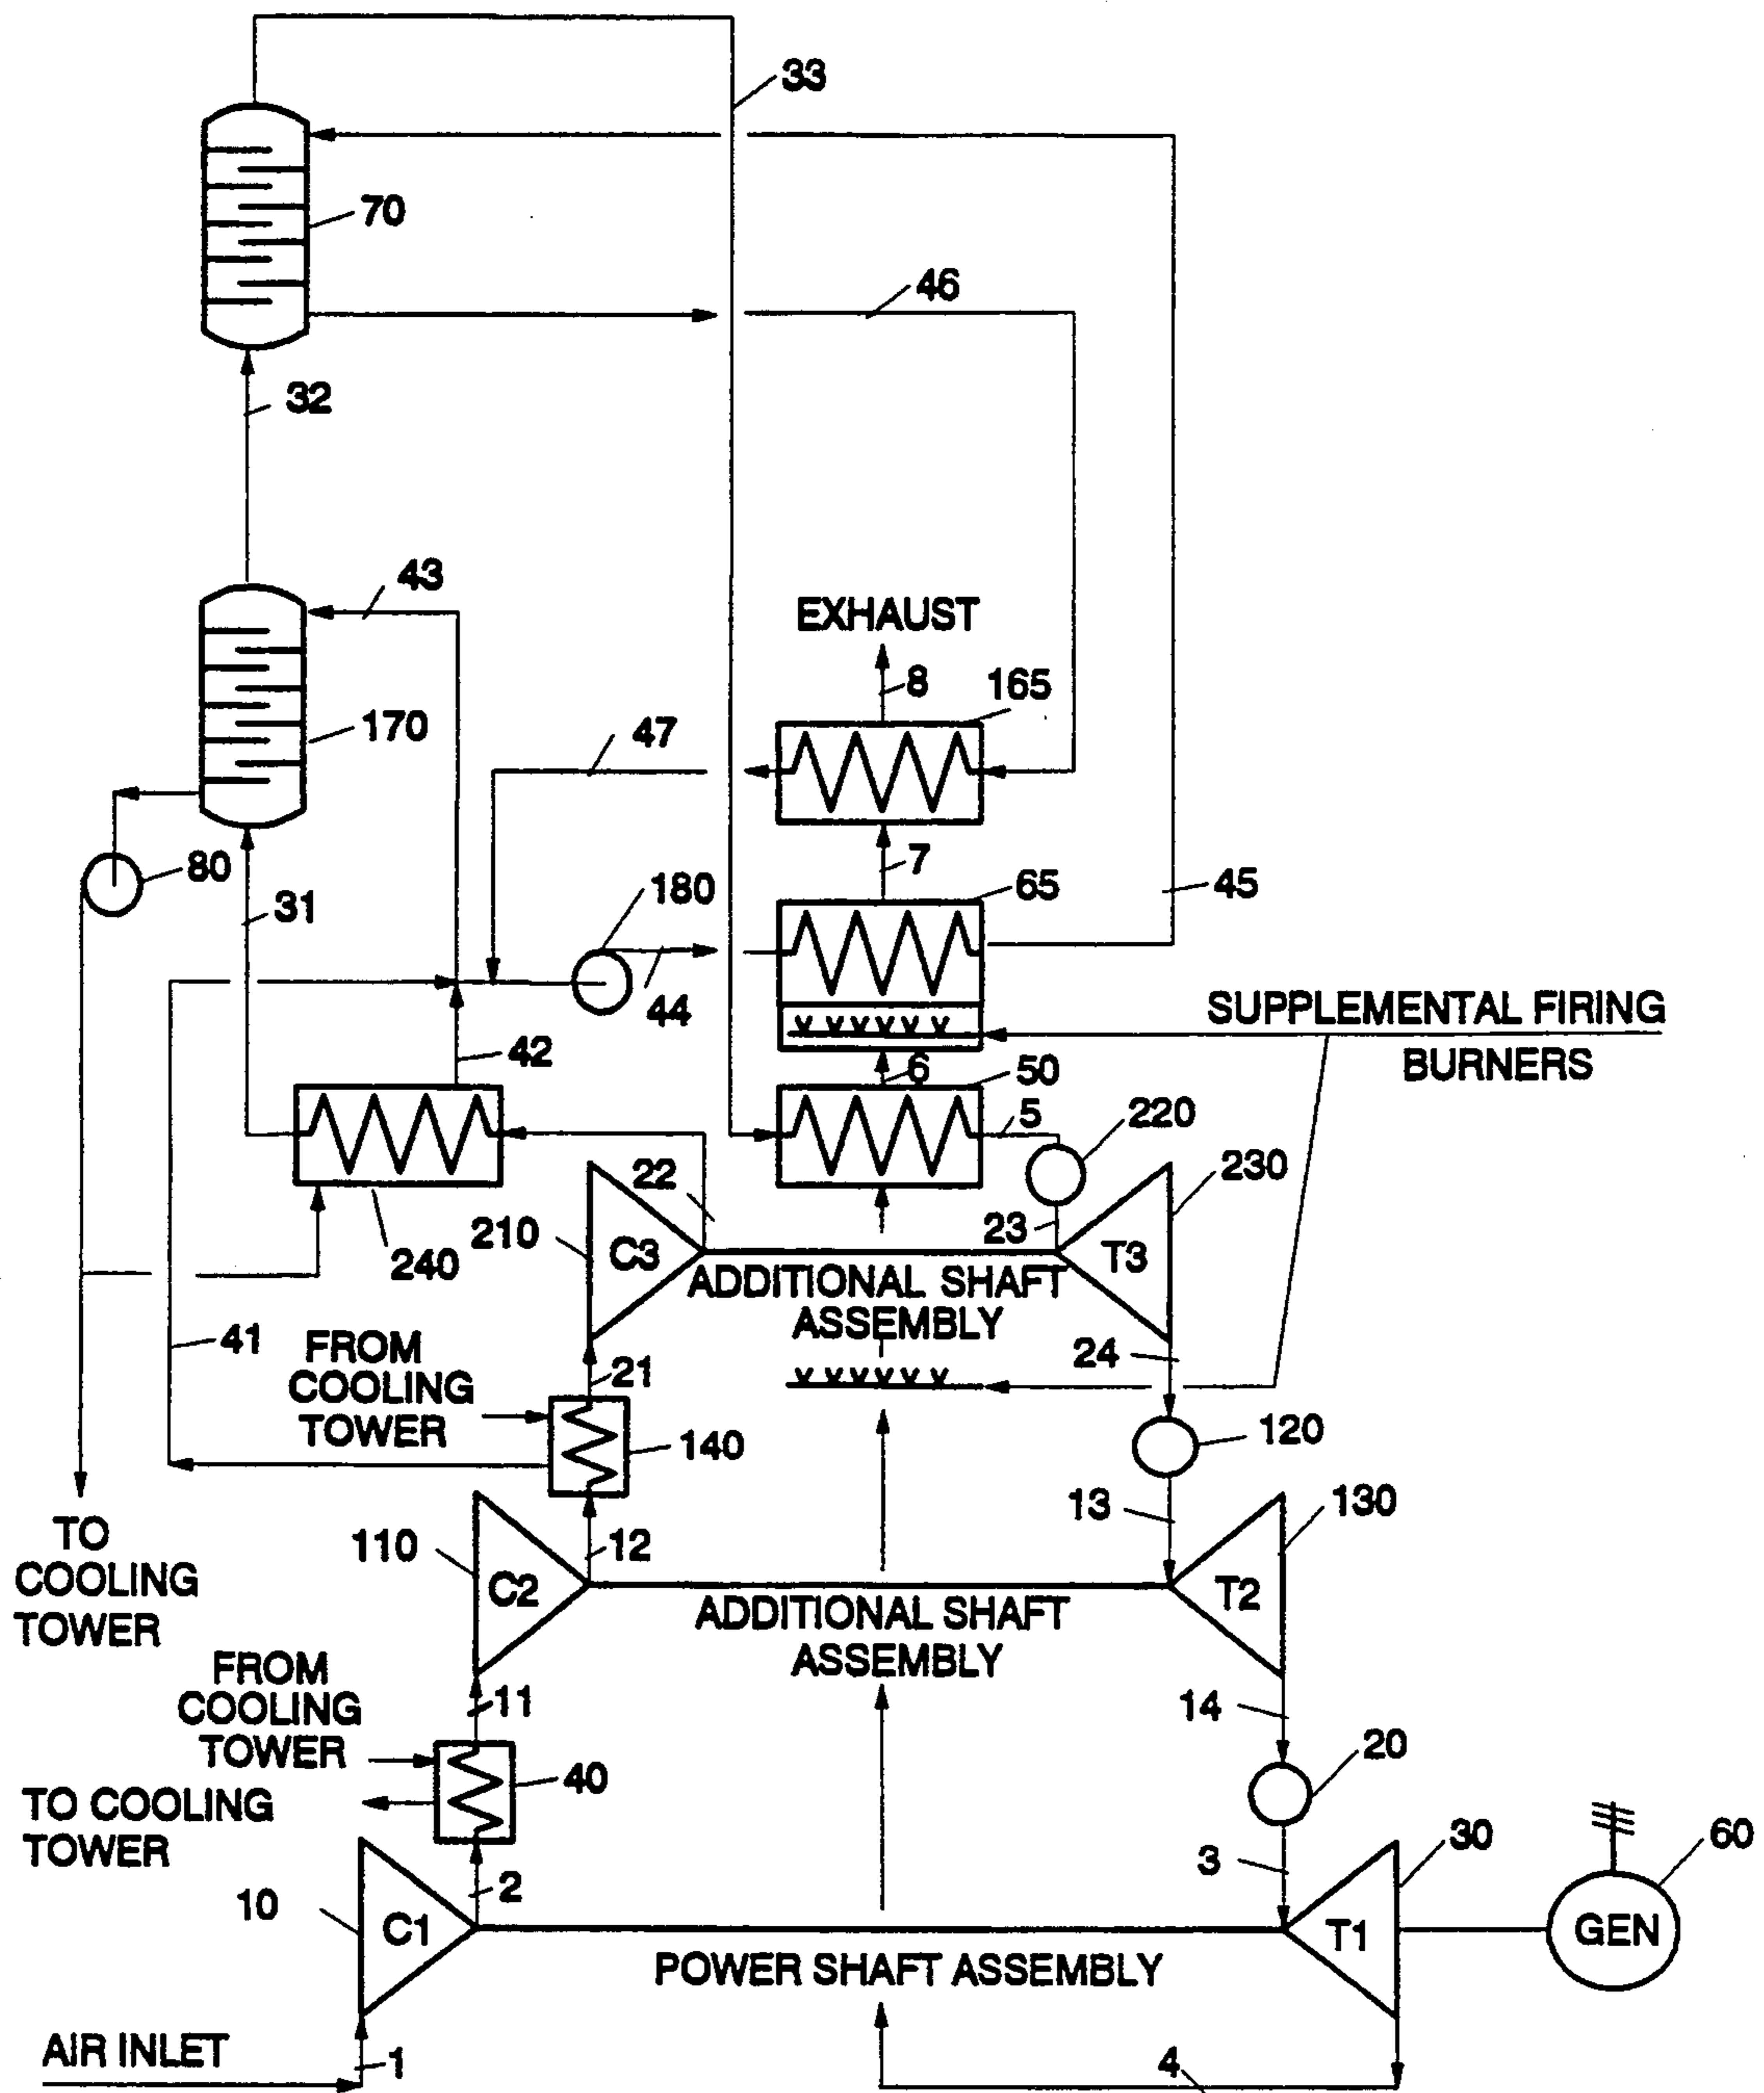 33
70
46
32
43
EXHAUST
8
165
170
47
7
80
180
65
45
31
44
SUPPLEMENTAL FIRING
BURNERS
42
6
50
5
220
22
230
210
C3
23
T3
240
ADDITIONAL SHAFT
ASSEMBLY
41
FROM
COOLING
TOWER
21
24
140
120
13
130
TO
COOLING
TOWER
110
12
C2
T2
ADDITIONAL SHAFT
ASSEMBLY
FROM
COOLING
TOWER
11
14
20
40
TO COOLING
TOWER
3
30
60
10
2
C1
T1
GEN
POWER SHAFT ASSEMBLY
AIR INLET
1
4